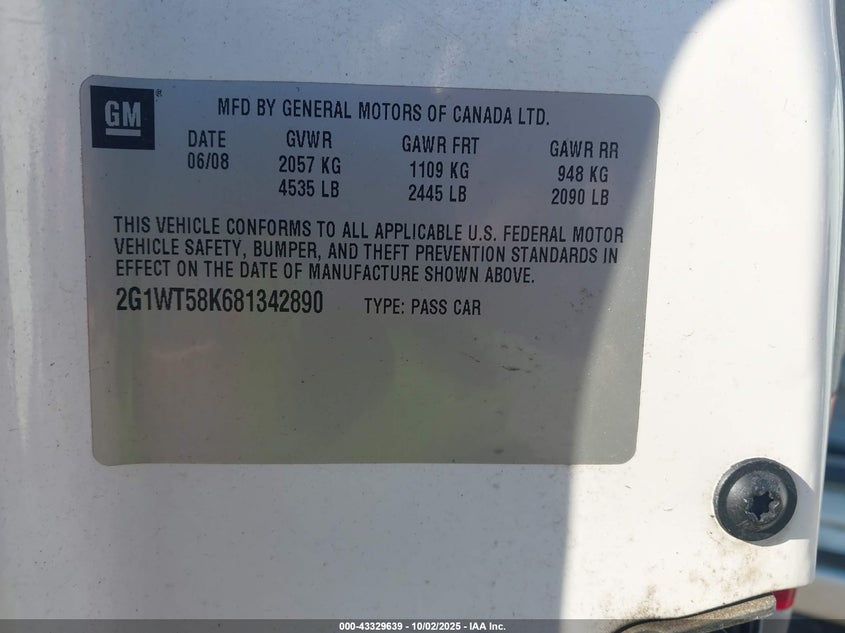 GM®
MFD BY GENERAL MOTORS OF CANADA LTD.
DATE GVWR GAWR FRT GAWR RR
06/08 2057 KG 1109 KG 948 KG
4535 LB 2445 LB 2090 LB
THIS VEHICLE CONFORMS TO ALL APPLICABLE U.S. FEDERAL MOTOR
VEHICLE SAFETY, BUMPER, AND THEFT PREVENTION STANDARDS IN
EFFECT ON THE DATE OF MANUFACTURE SHOWN ABOVE.
2G1WT58K681342890 TYPE: PASS CAR
000-43329639 - 10/02/2025 - IAA Inc.